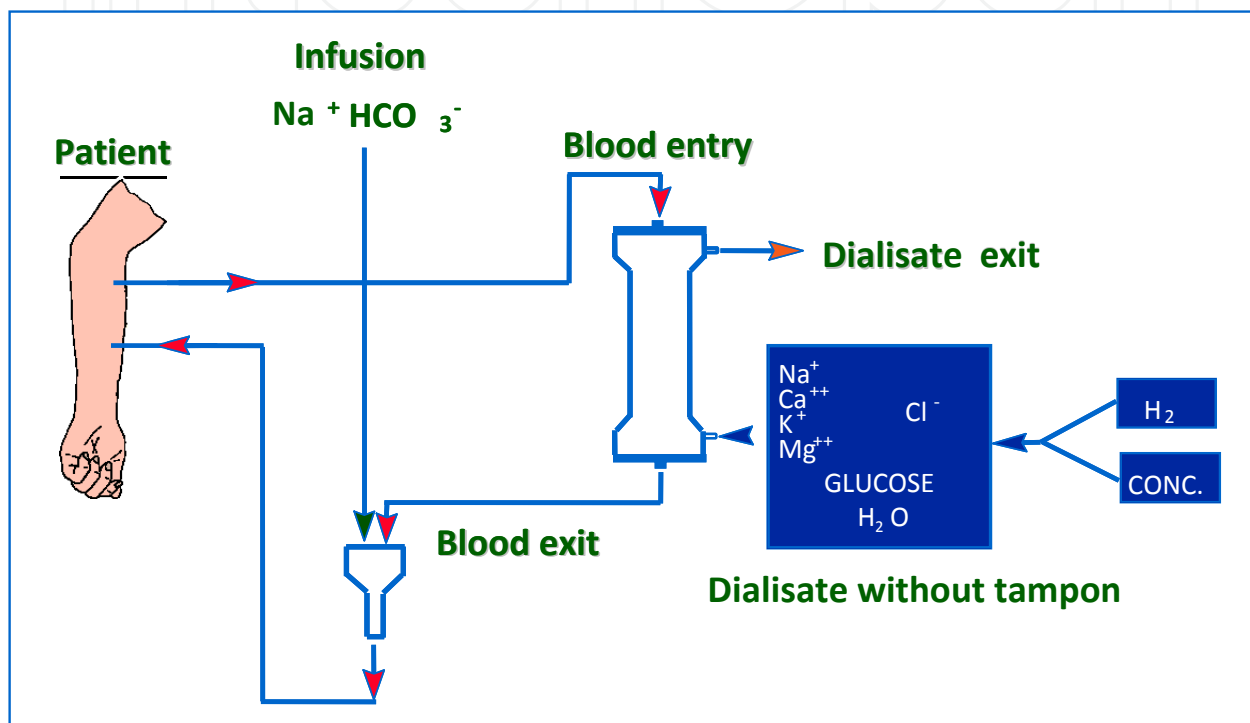 Infusion
Na + HCO 3 -
Patient
Blood entry
Dialisate exit
Na+
Ca++
K+
Mg++
Cl -
GLUCOSE
H2 O
H2
CONC.
Blood exit
Dialisate without tampon